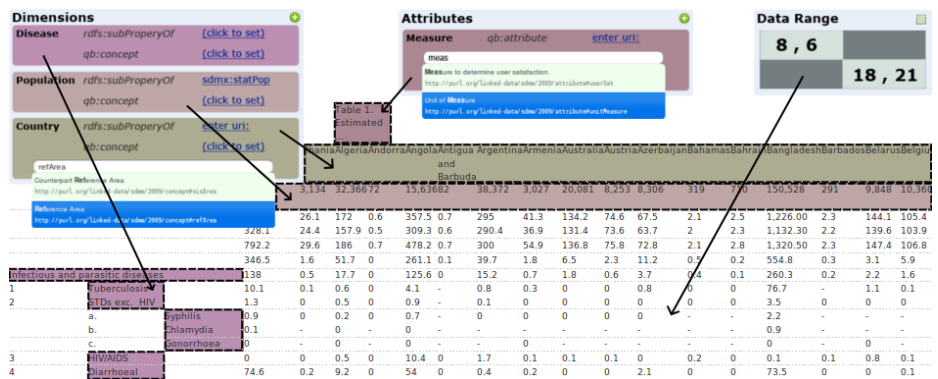 Dimensions
Disease rdfs:subProperyOf (click to set)
qb:concept (click to set)
Population rdfs:subProperyOf sdmx:statPop
qb:concept (click to set)
Country rdfs:subProperyOf enter uri:
qb:concept (click to set)
refArea
Counterpart Reference Area
http://purl.org/linked-data/sdmx/2009/concept#visArea
Reference Area
http://purl.org/linked-data/sdmx/2009/concept#refArea
Attributes
Measure qb:attribute enter uri:
meas
Measure to determine user satisfaction.
http://purl.org/linked-data/sdmx/2009/attribute#userSat
Unit of Measure
http://purl.org/linked-data/sdmx/2009/attribute#unitMeasure
Data Range
8 , 6
18 , 21
Table 1.
Estimated
Algeria Andorra Angola Antigua and Barbuda Argentina Armenia Australia Austria Azerbaijan Bahamas Bahrain Bangladesh Barbados Belarus Belgiu
3,134 32,366 72 15,636 82 38,372 3,027 20,081 8,253 8,306 319 710 150,528 291 9,848 10,360
26.1 172 0.6 357.5 0.7 295 41.3 134.2 74.6 67.5 2.1 2.5 1,226.00 2.3 144.1 105.4
328.1 24.4 157.9 0.5 309.3 0.6 290.4 36.9 131.4 73.6 63.7 2 2.3 1,132.30 2.2 139.6 103.9
792.2 29.6 186 0.7 478.2 0.7 300 54.9 136.8 75.8 72.8 2.1 2.8 1,320.50 2.3 147.4 106.8
346.5 1.6 51.7 0 261.1 0.1 39.7 1.8 6.5 2.3 11.2 0.5 0.2 554.8 0.3 3.1 5.9
Infectious and parasitic diseases 138 0.5 17.7 0 125.6 0 15.2 0.7 1.8 0.6 3.7 0.4 0.1 260.3 0.2 2.2 1.6
1 Tuberculosis 10.1 0.1 0.6 0 4.1 - 0.8 0.3 0 0 0.8 0 0 76.7 - 1.1 0.1
2 STDs exc. HIV 1.3 0 0.5 0 0.9 - 0.1 0 0 0 0 0 0 3.5 0 0 0
a. Syphilis 0.9 0 0.2 0 0.7 - 0 0 0 0 0 - - 2.2 - - -
b. Chlamydia 0.1 - 0 - 0 - 0 - 0 0 0 - - 0.9 - - -
c. Gonorrhoea 0 - 0 - 0 - - 0 - - - - - 0 - 0 0
3 HIV/AIDS 0 0 0.5 0 10.4 0 1.7 0.1 0.1 0.1 0 0.2 0 0.1 0.1 0.8 0.1
4 Diarrhoeal 74.6 0.2 9.2 0 54 0 0.4 0.2 0 0 2.1 0 0 73.5 0 0 0.1